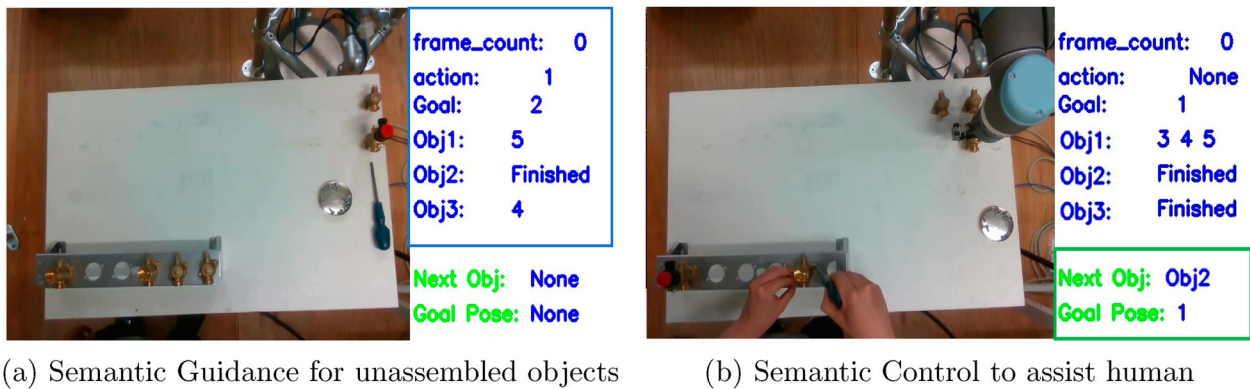 frame_count: 0
action: 1
Goal: 2
Obj1: 5
Obj2: Finished
Obj3: 4
Next Obj: None
Goal Pose: None
(a) Semantic Guidance for unassembled objects
frame_count: 0
action: None
Goal: 1
Obj1: 3 4 5
Obj2: Finished
Obj3: Finished
Next Obj: Obj2
Goal Pose: 1
(b) Semantic Control to assist human